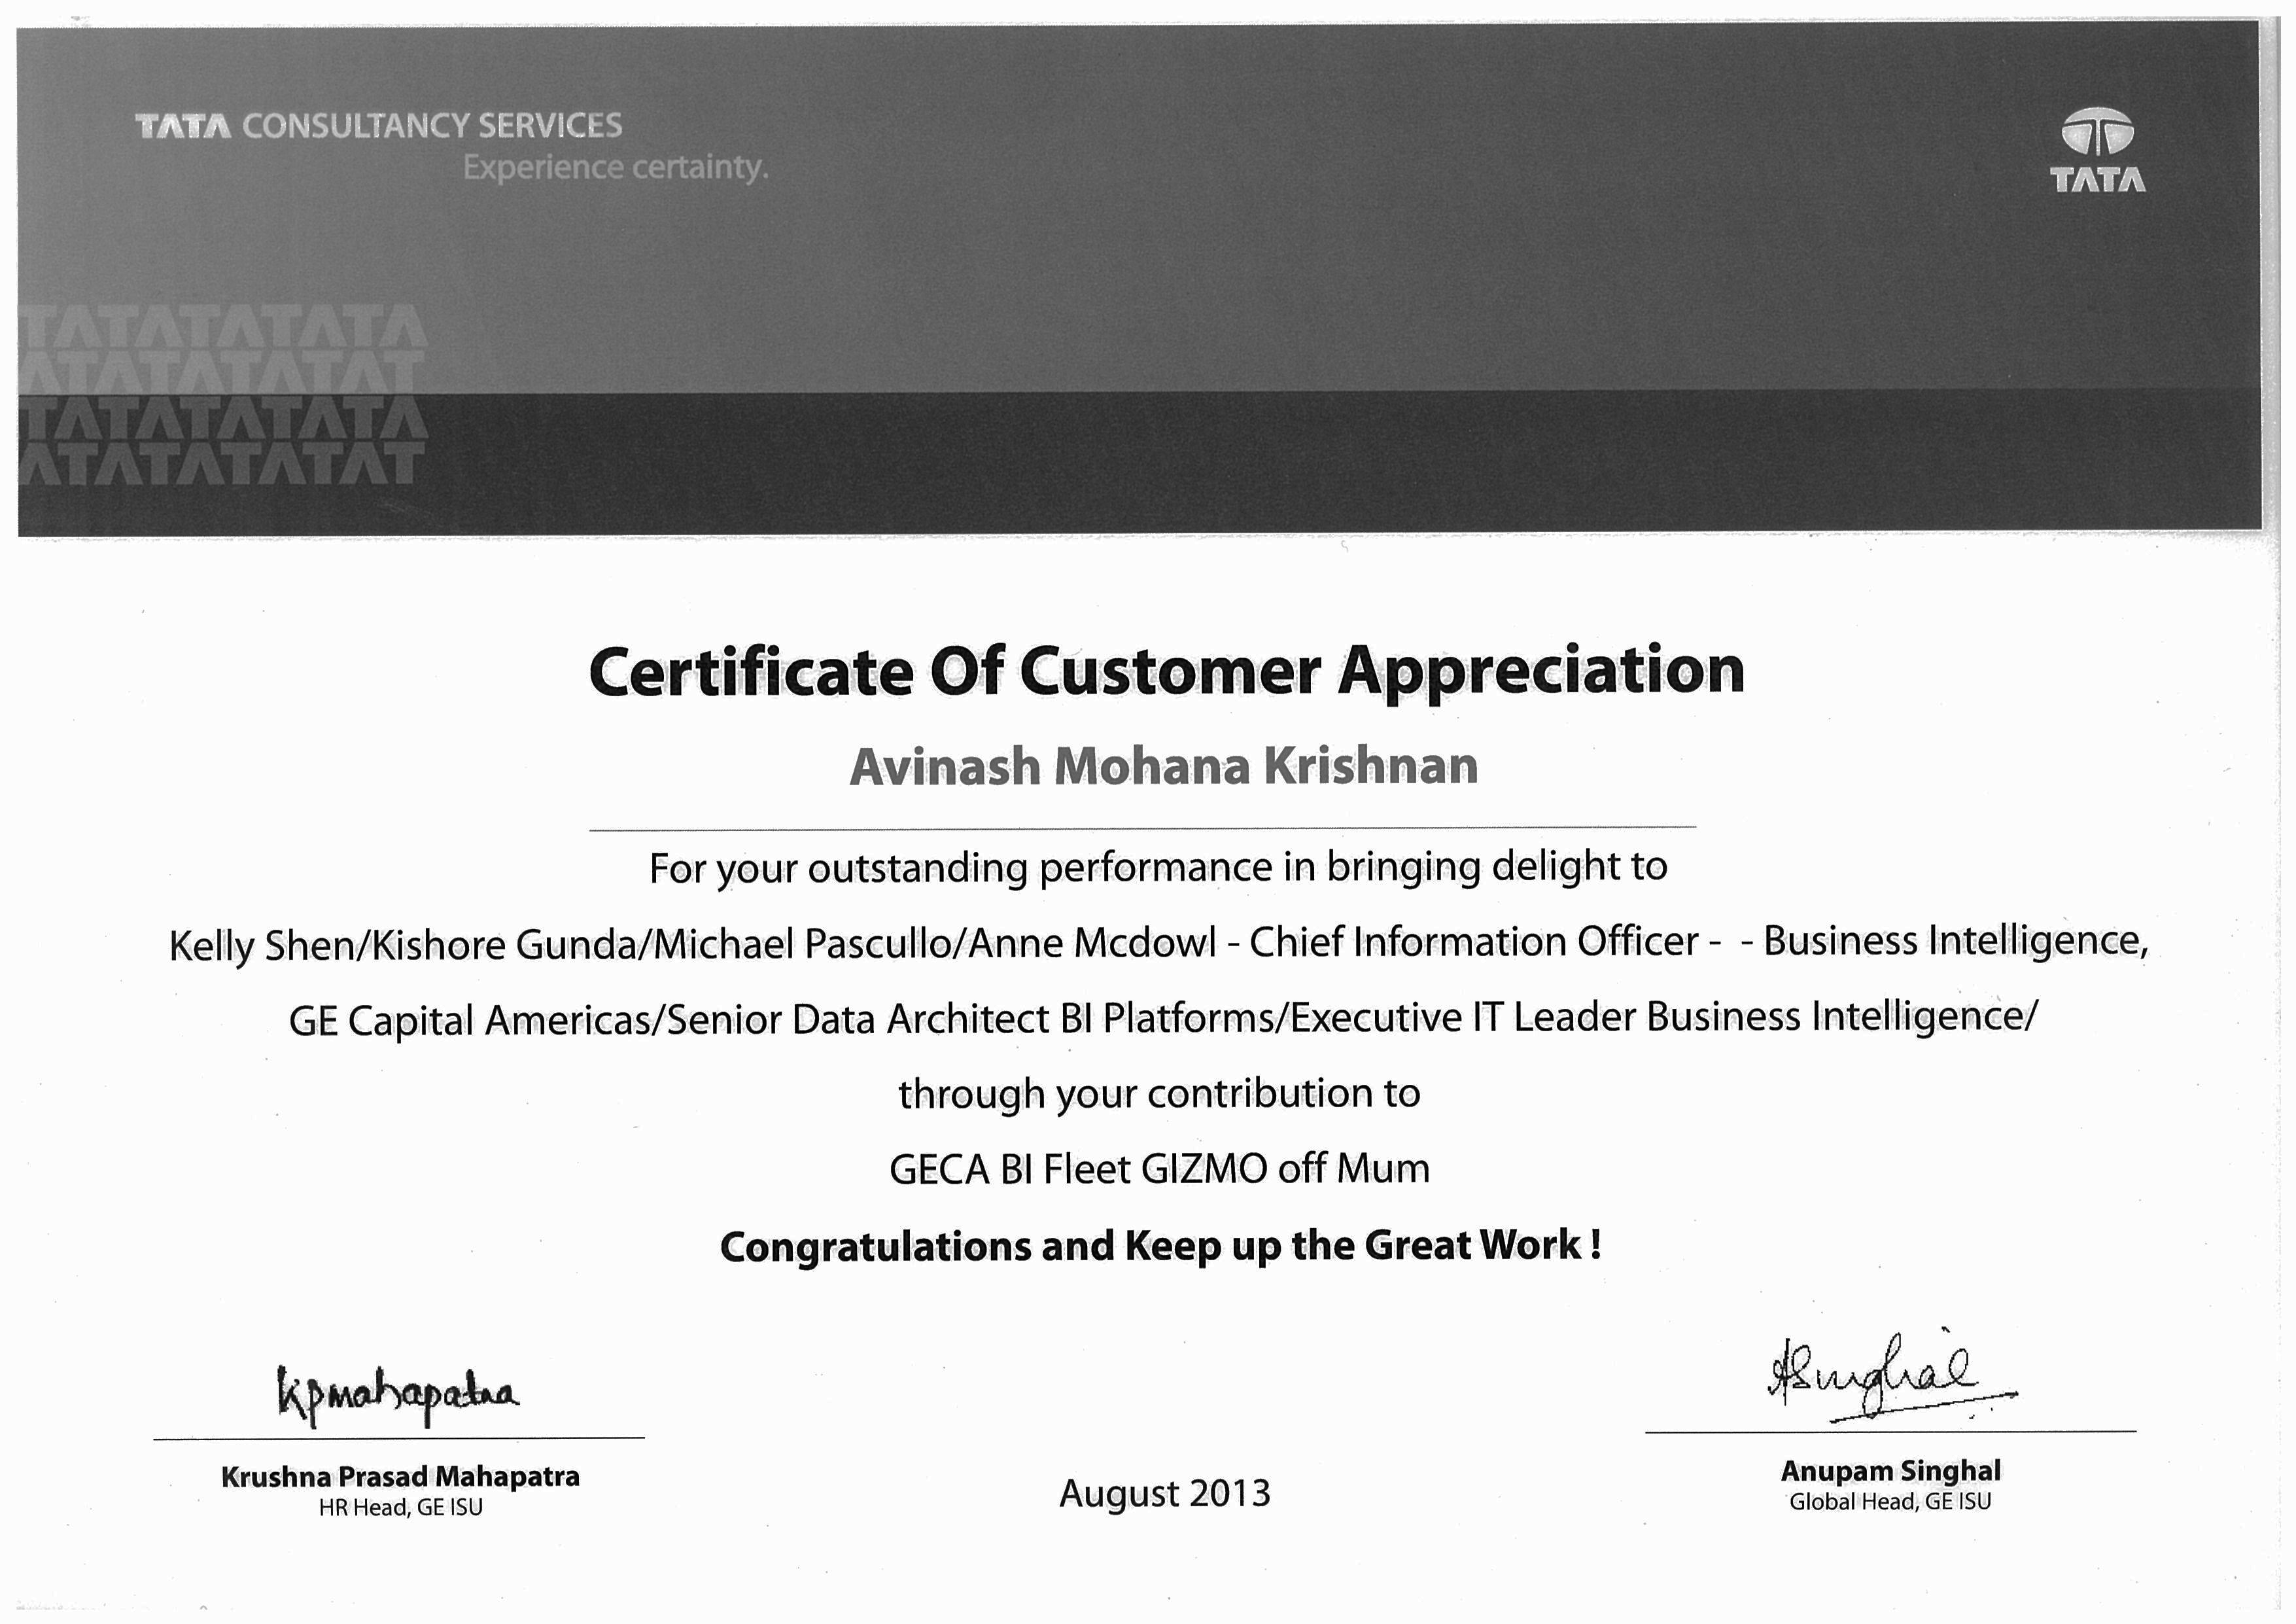 TATA CONSULTANCY SERVICES
Experience certainty.
TATA
TATATATATATA
ATATATATATAT
TATATATATATA
ATATATATATAT
Certificate Of Customer Appreciation
Avinash Mohana Krishnan
For your outstanding performance in bringing delight to
Kelly Shen/Kishore Gunda/Michael Pascullo/Anne Mcdowl - Chief Information Officer - - Business Intelligence,
GE Capital Americas/Senior Data Architect BI Platforms/Executive IT Leader Business Intelligence/
through your contribution to
GECA BI Fleet GIZMO off Mum
Congratulations and Keep up the Great Work !
Kpmahapatra
ASinghal
Krushna Prasad Mahapatra
HR Head, GE ISU
August 2013
Anupam Singhal
Global Head, GE ISU